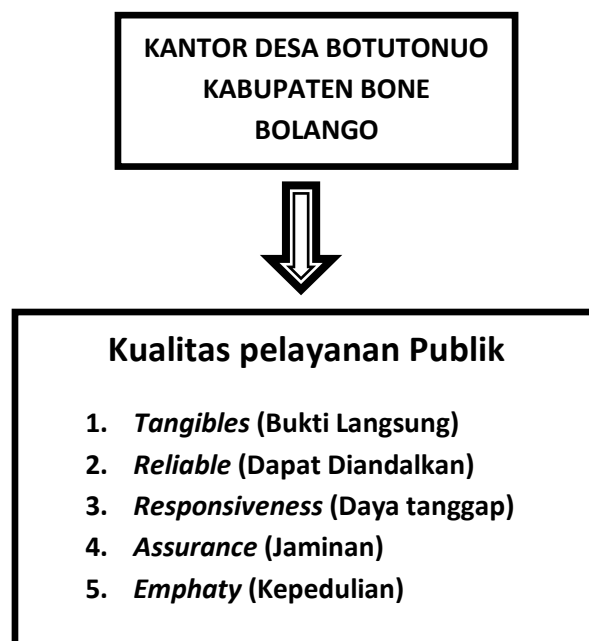 KANTOR DESA BOTUTONUO
KABUPATEN BONE
BOLANGO
Kualitas pelayanan Publik
1. Tangibles (Bukti Langsung)
2. Reliable (Dapat Diandalkan)
3. Responsiveness (Daya tanggap)
4. Assurance (Jaminan)
5. Emphaty (Kepedulian)